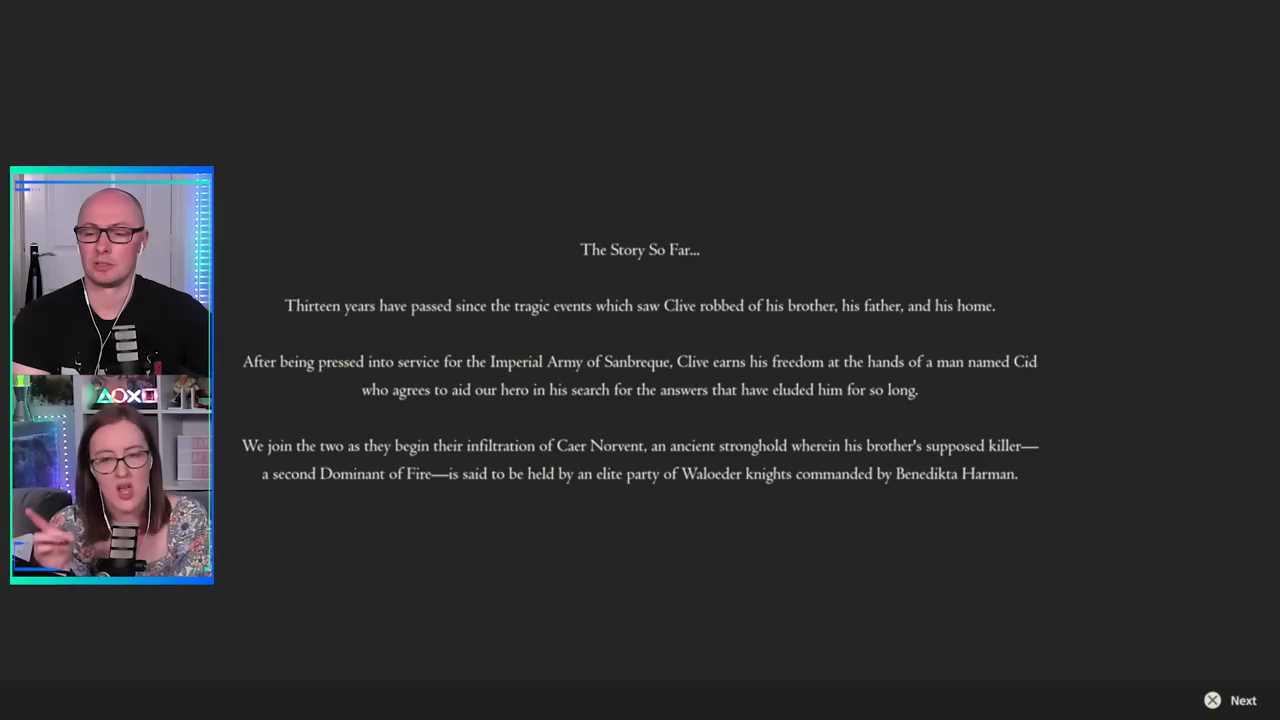 The Story So Far...
Thirteen years have passed since the tragic events which saw Clive robbed of his brother, his father, and his home.
After being pressed into service for the Imperial Army of Sanbreque, Clive earns his freedom at the hands of a man named Cid
who agrees to aid our hero in his search for the answers that have eluded him for so long.
We join the two as they begin their infiltration of Caer Norvent, an ancient stronghold wherein his brother's supposed killer—
a second Dominant of Fire—is said to be held by an elite party of Waloeder knights commanded by Benedikta Harman.
Next